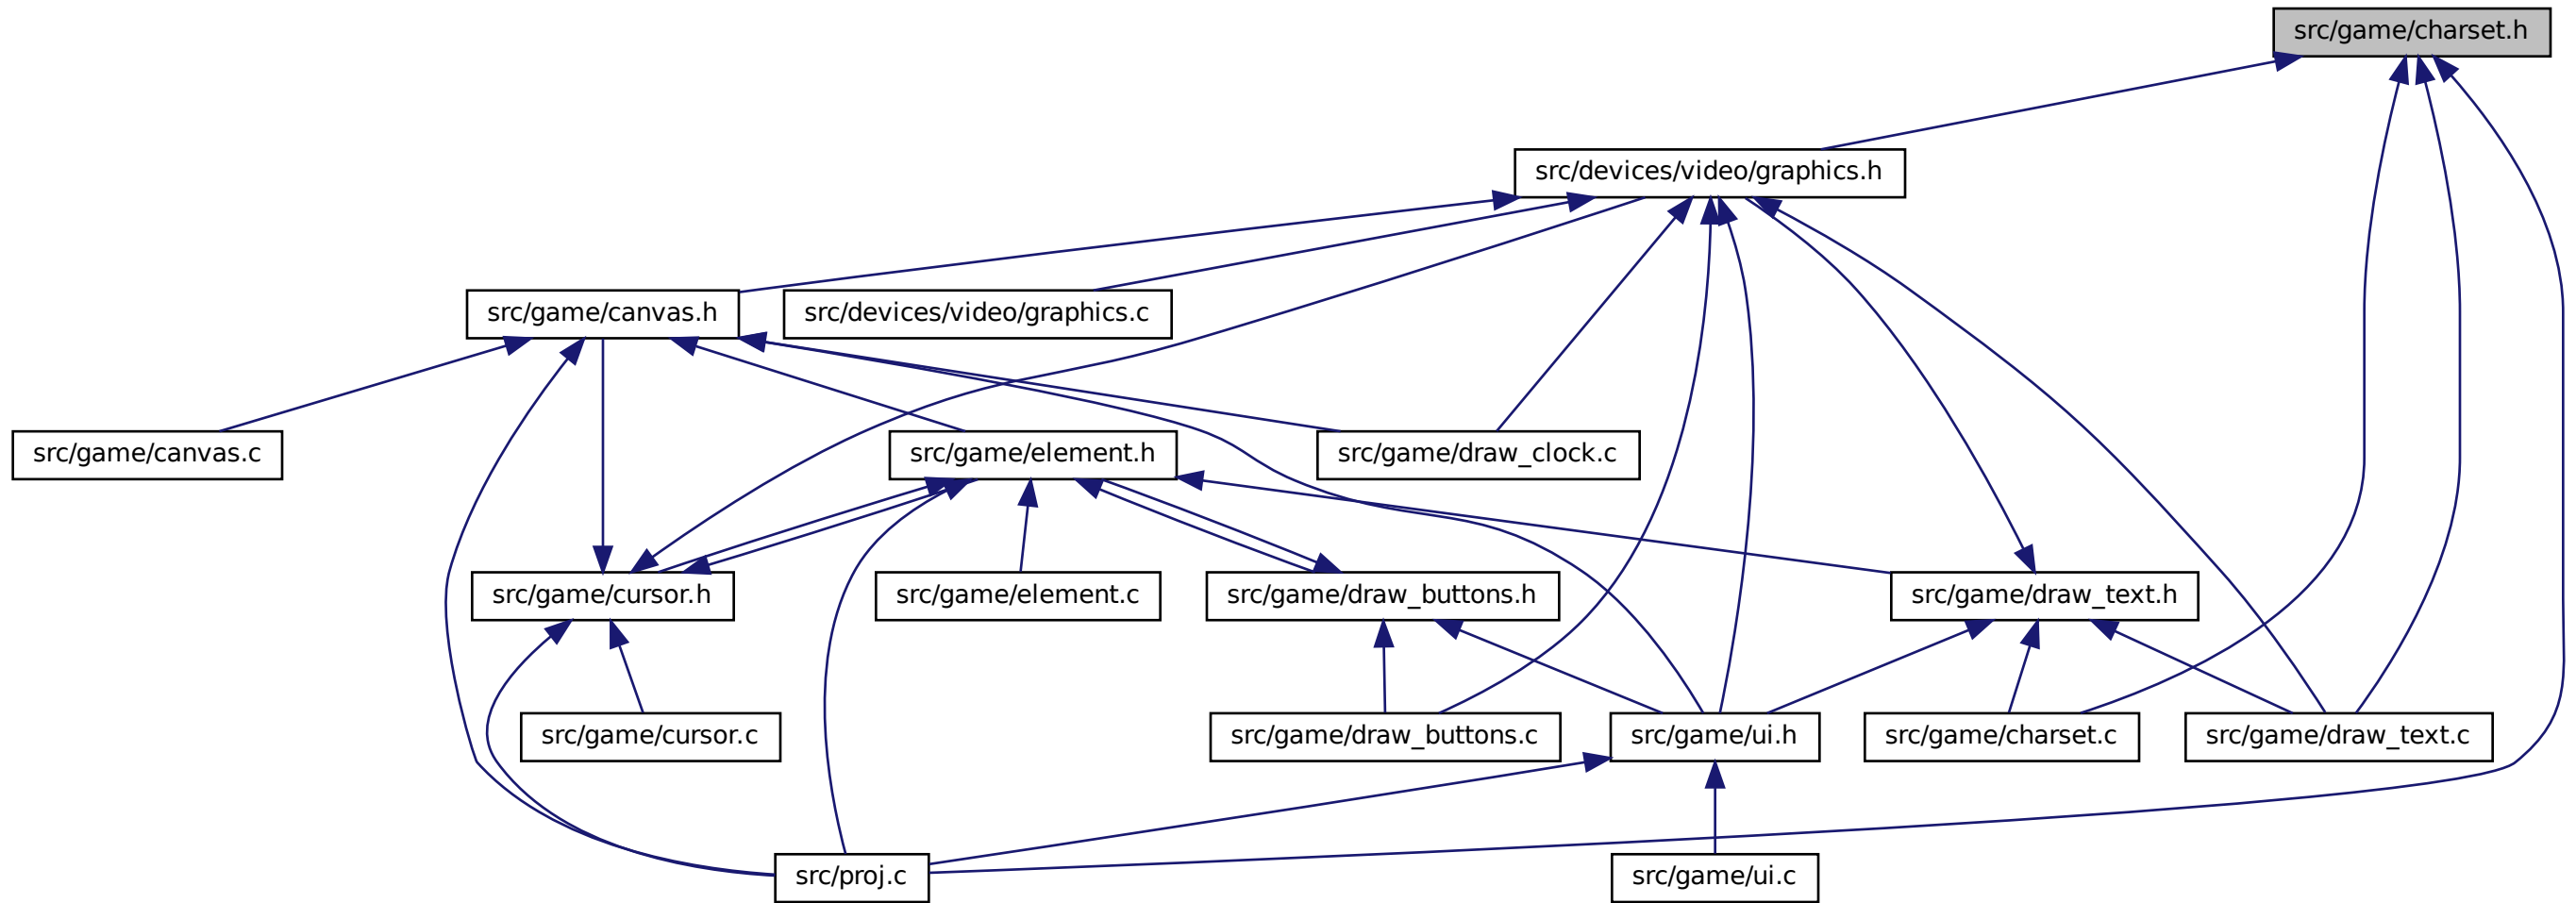 src/game/charset.h
src/devices/video/graphics.h
src/game/canvas.h
src/devices/video/graphics.c
src/game/canvas.c
src/game/element.h
src/game/draw_clock.c
src/game/cursor.h
src/game/element.c
src/game/draw_buttons.h
src/game/draw_text.h
src/game/cursor.c
src/game/draw_buttons.c
src/game/ui.h
src/game/charset.c
src/game/draw_text.c
src/proj.c
src/game/ui.c